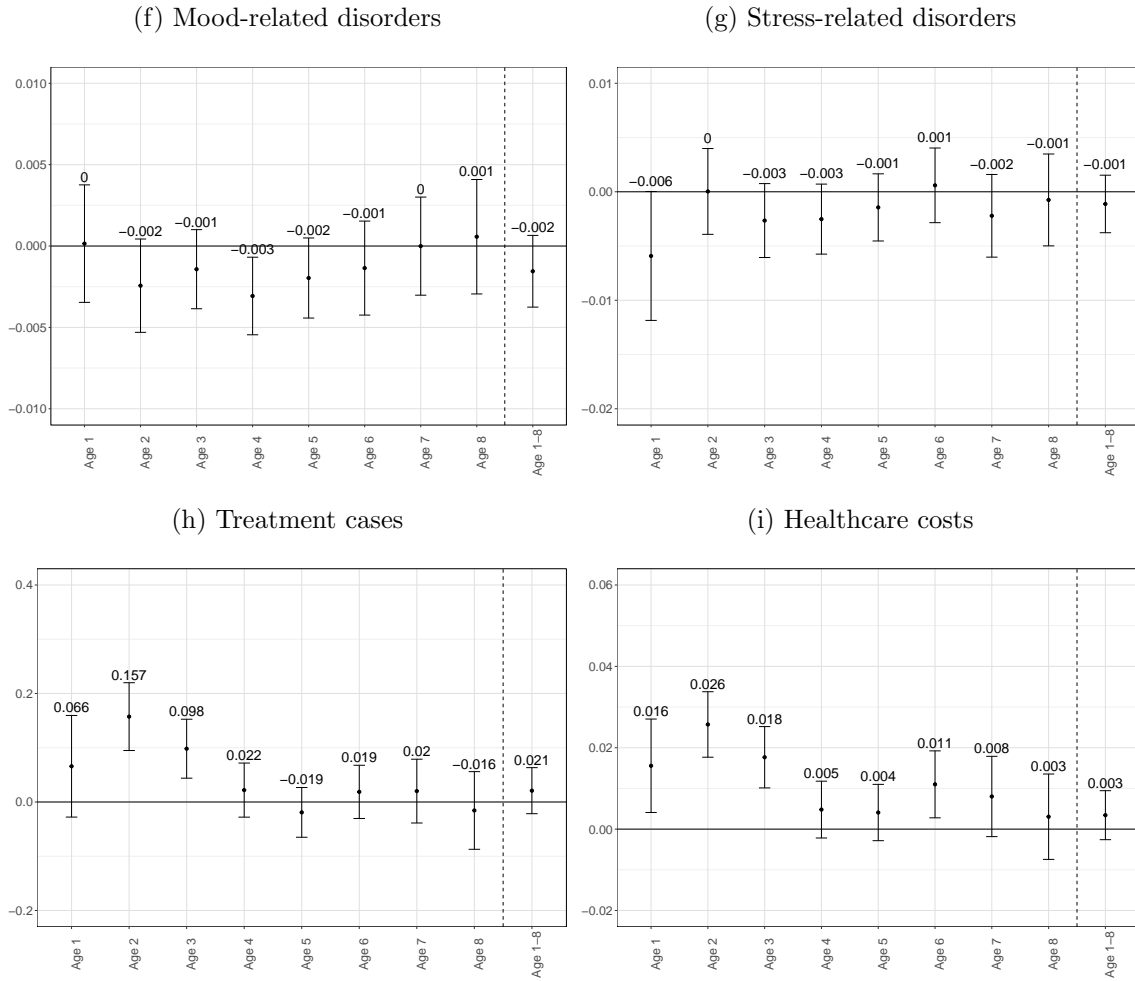 (f) Mood-related disorders
0.010
0.005
0.000
−0.005
−0.010
0
−0.002
−0.001
−0.003
−0.002
−0.001
0
0.001
−0.002
Age 1
Age 2
Age 3
Age 4
Age 5
Age 6
Age 7
Age 8
Age 1−8
(g) Stress-related disorders
0.01
0.00
−0.01
−0.02
−0.006
0
−0.003
−0.003
−0.001
0.001
−0.002
−0.001
−0.001
Age 1
Age 2
Age 3
Age 4
Age 5
Age 6
Age 7
Age 8
Age 1−8
(h) Treatment cases
0.4
0.2
0.0
−0.2
0.066
0.157
0.098
0.022
−0.019
0.019
0.02
−0.016
0.021
Age 1
Age 2
Age 3
Age 4
Age 5
Age 6
Age 7
Age 8
Age 1−8
(i) Healthcare costs
0.06
0.04
0.02
0.00
−0.02
0.016
0.026
0.018
0.005
0.004
0.011
0.008
0.003
0.003
Age 1
Age 2
Age 3
Age 4
Age 5
Age 6
Age 7
Age 8
Age 1−8